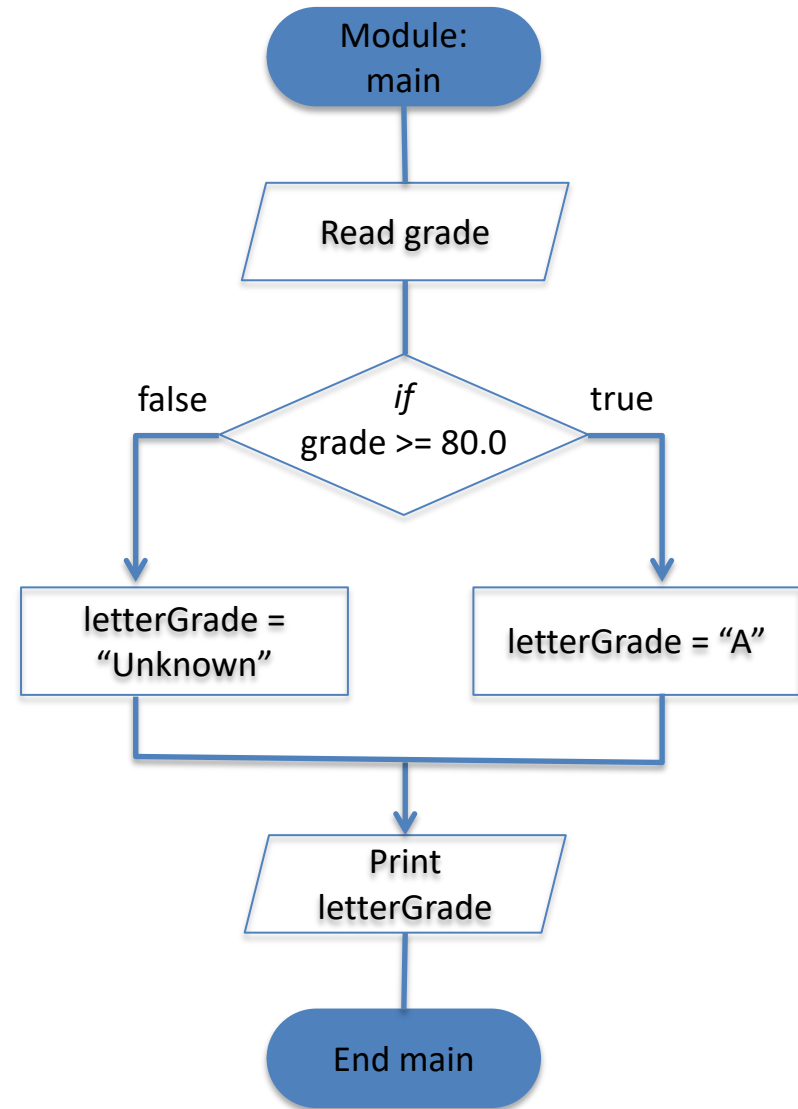 Module:
main
Read grade
false
if
true
grade >= 80.0
letterGrade =
“Unknown”
letterGrade = “A”
Print
letterGrade
End main